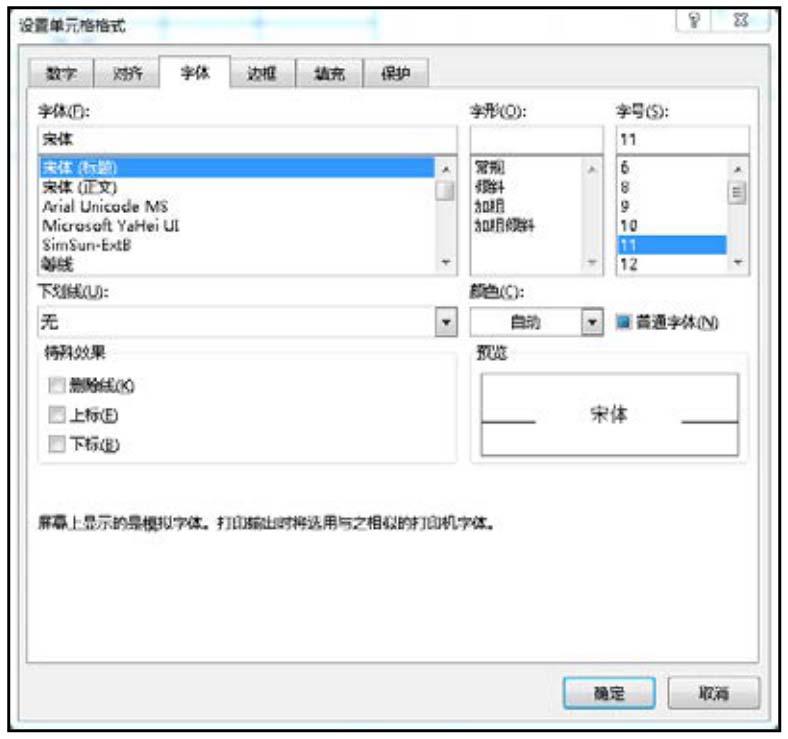 设置单元格格式
数字 对齐 字体 边框 填充 保护
字体(F): 字形(O): 字号(S):
宋体 11
宋体 (标题) 常规 6
宋体 (正文) 倾斜 8
Arial Unicode MS 加粗 9
Microsoft YaHei UI 加粗倾斜 10
SimSun-ExtB 11
等线 12
下划线(U): 颜色(C):
无 自动 普通字体(N)
特殊效果 预览
删除线(K)
上标(E) 宋体
下标(B)
屏幕上显示的是模拟字体。打印输出时将选用与之相似的打印机字体。
确定 取消